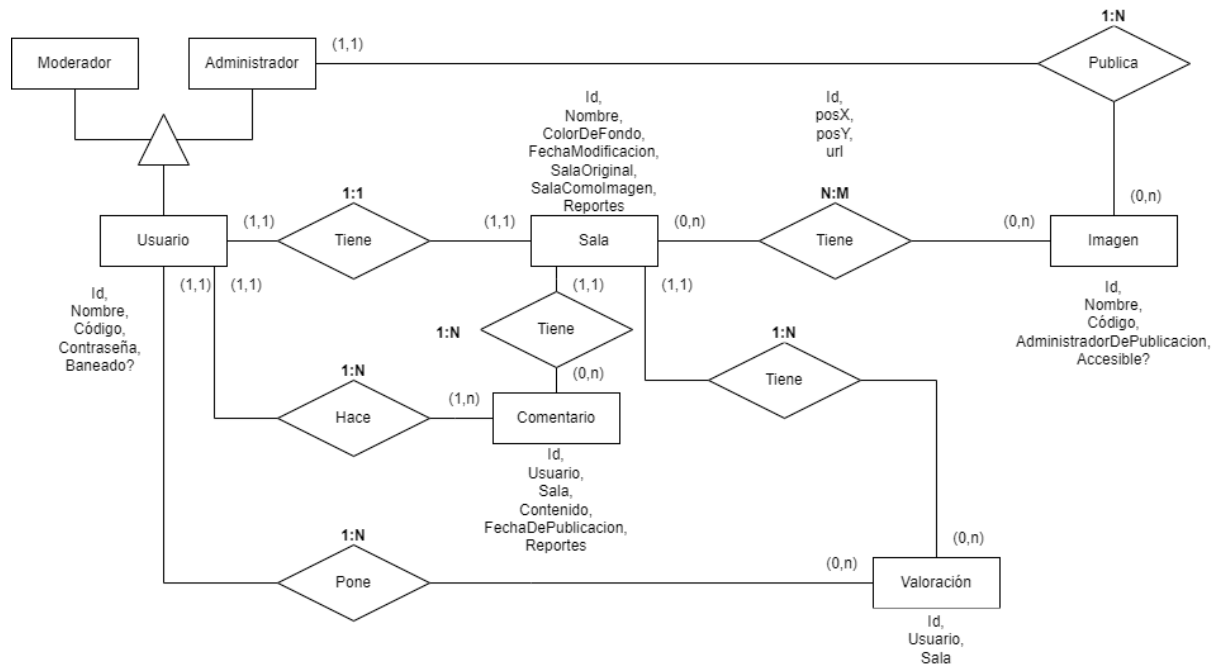 1:N
Moderador
Administrador
(1,1)
Publica
Id,
Nombre,
ColorDeFondo,
FechaModificacion,
SalaOriginal,
SalaComoImagen,
Reportes
Id,
posX,
posY,
url
1:1
N:M
(0,n)
Usuario
(1,1)
Tiene
(1,1)
Sala
(0,n)
Tiene
(0,n)
Imagen
(1,1)
(1,1)
(1,1)
(1,1)
Id,
Nombre,
Código,
Contraseña,
Baneado?
Id,
Nombre,
Código,
AdministradorDePublicacion,
Accesible?
1:N
Tiene
1:N
Tiene
(0,n)
1:N
Hace
(1,n)
Comentario
Id,
Usuario,
Sala,
Contenido,
FechaDePublicacion,
Reportes
1:N
Pone
(0,n)
(0,n)
Valoración
Id,
Usuario,
Sala